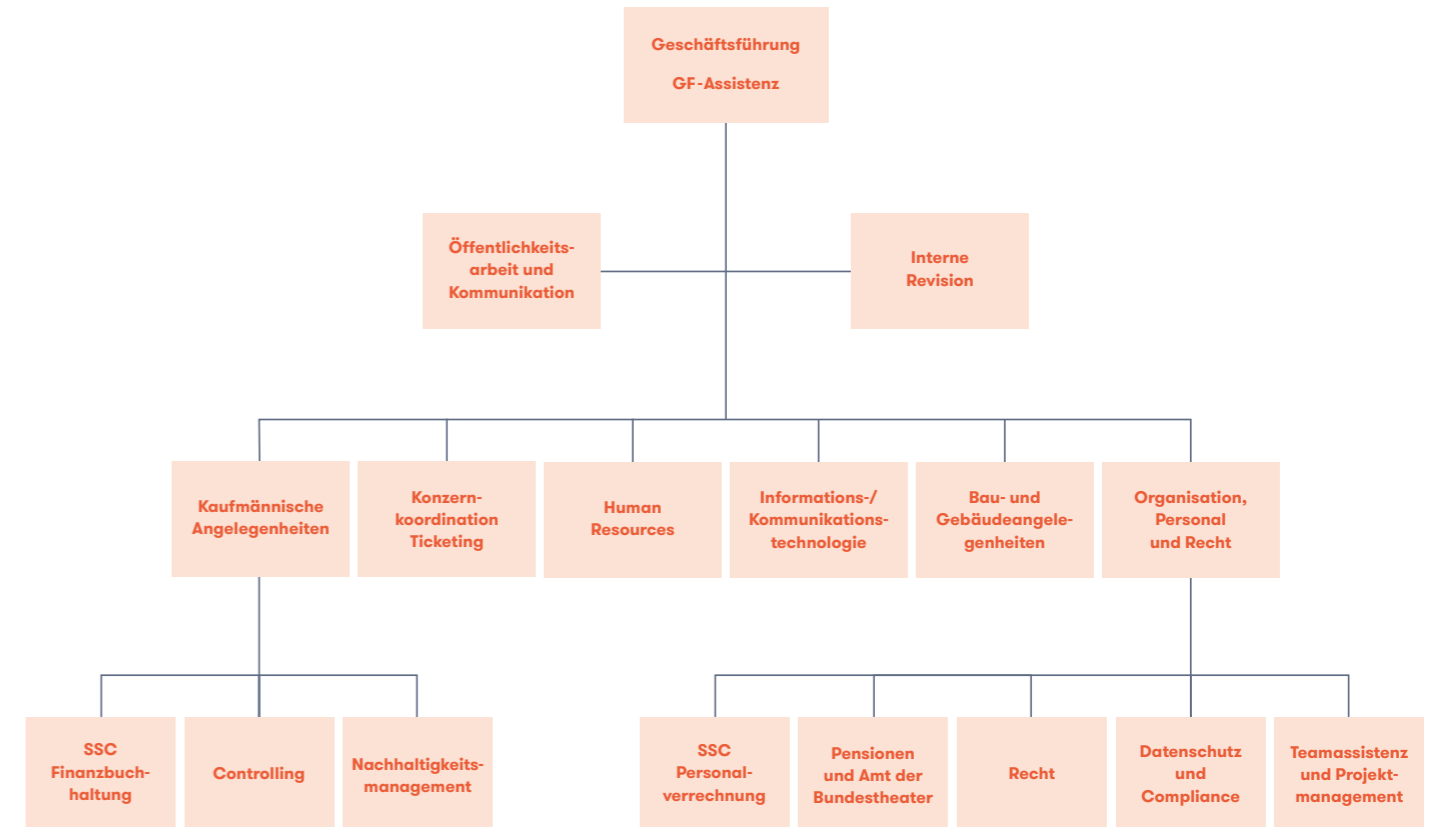 Geschäftsführung
GF-Assistenz
Öffentlichkeits-
arbeit und
Kommunikation
Interne
Revision
Kaufmännische
Angelegenheiten
Konzern-
koordination
Ticketing
Human
Resources
Informations-/
Kommunikations-
technologie
Bau- und
Gebäudeangele-
genheiten
Organisation,
Personal
und Recht
SSC
Finanzbuch-
haltung
Controlling
Nachhaltigkeits-
management
SSC
Personal-
verrechnung
Pensionen
und Amt der
Bundestheater
Recht
Datenschutz
und
Compliance
Teamassistenz
und Projekt-
management